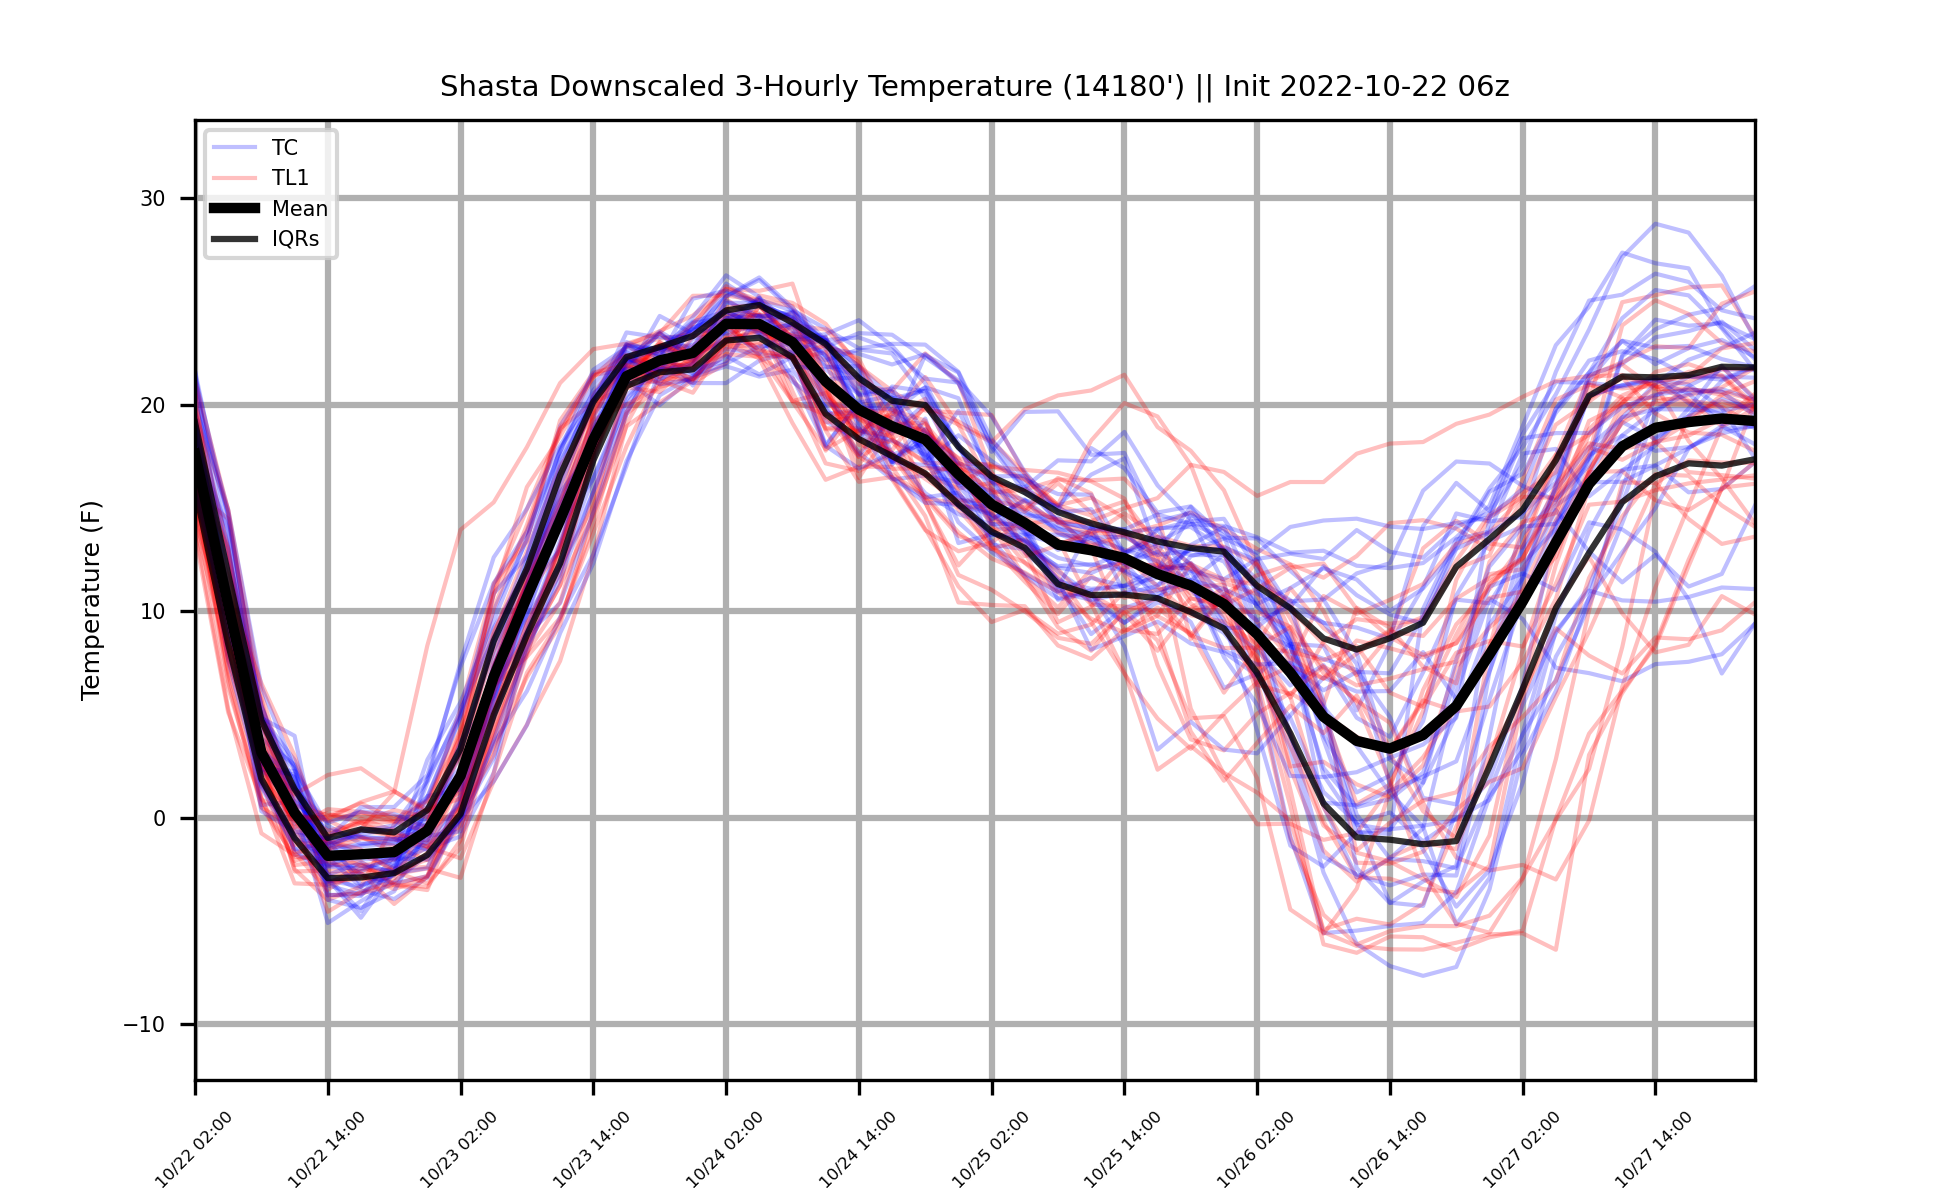 Shasta Downscaled 3-Hourly Temperature (14180') || Init 2022-10-22 06z
TC
TL1
Mean
IQRs
Temperature (F)
30
20
10
0
−10
10/22 02:00
10/22 14:00
10/23 02:00
10/23 14:00
10/24 02:00
10/24 14:00
10/25 02:00
10/25 14:00
10/26 02:00
10/26 14:00
10/27 02:00
10/27 14:00